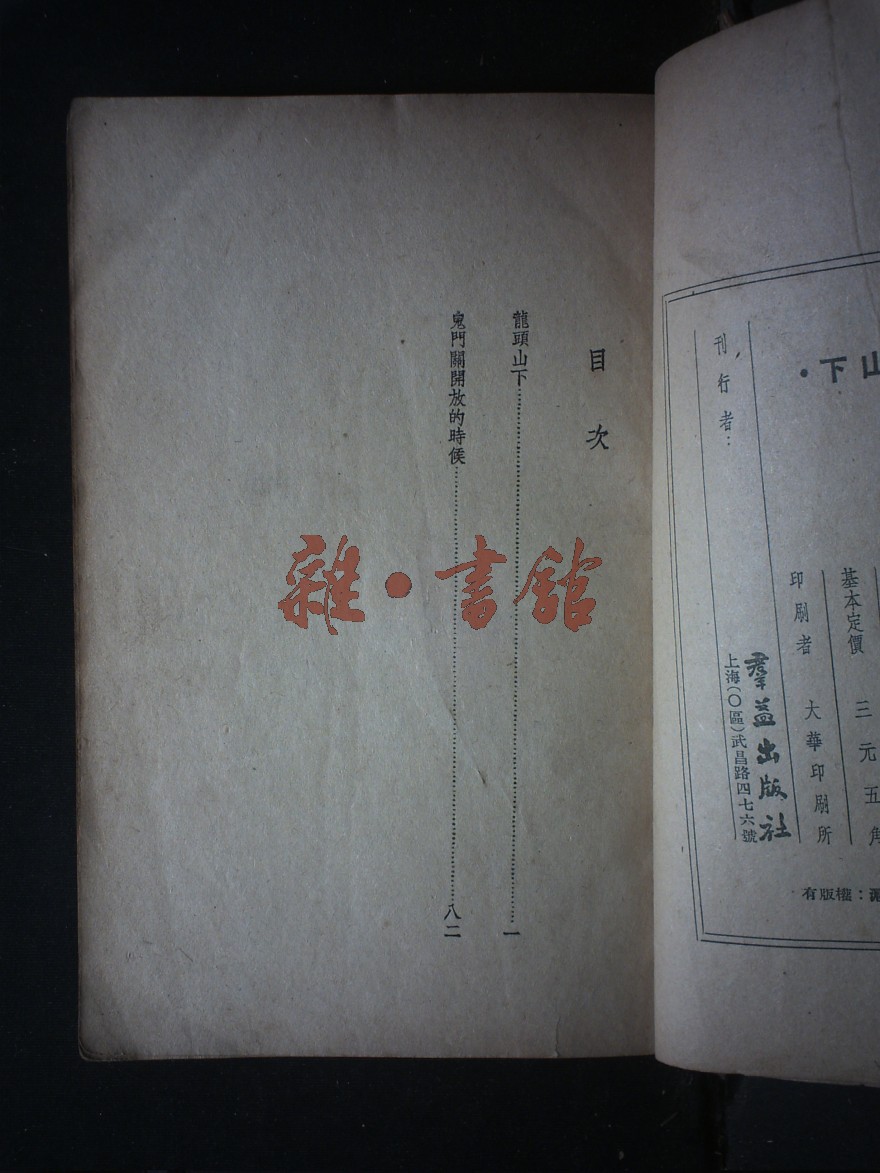 山下·
基本定價 三元五角
印刷者 大華印刷所
刊行者：
羣益出版社
上海（〇區）武昌路四七六號
有版權：
目次
龍頭山下……一
鬼門關開放的時候……八二
雜·書館